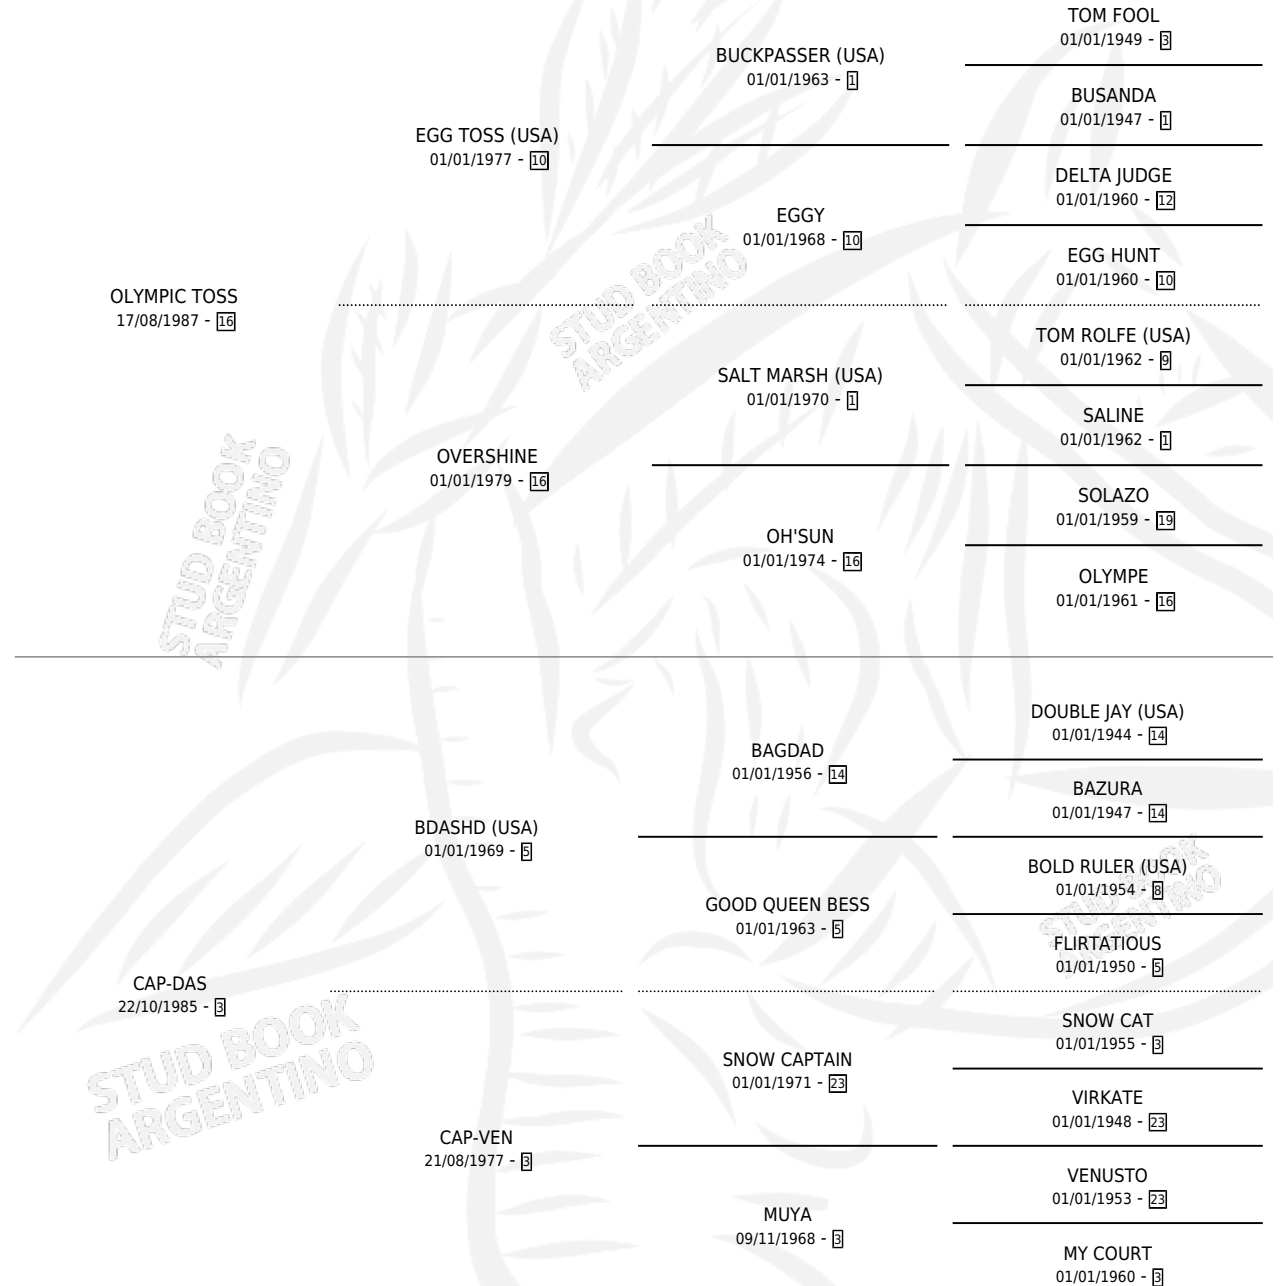 TOM FOOL
01/01/1949 - 3
BUCKPASSER (USA)
01/01/1963 - 1
BUSANDA
01/01/1947 - 1
EGG TOSS (USA)
01/01/1977 - 10
DELTA JUDGE
01/01/1960 - 12
EGGY
01/01/1968 - 10
EGG HUNT
01/01/1960 - 10
OLYMPIC TOSS
17/08/1987 - 16
STUD BOOK
ARGENTINO
TOM ROLFE (USA)
01/01/1962 - 9
SALT MARSH (USA)
01/01/1970 - 1
SALINE
01/01/1962 - 1
OVERSHINE
01/01/1979 - 16
SOLAZO
01/01/1959 - 19
OH'SUN
01/01/1974 - 16
OLYMPE
01/01/1961 - 16
STUD BOOK
ARGENTINO
DOUBLE JAY (USA)
01/01/1944 - 14
BAGDAD
01/01/1956 - 14
BAZURA
01/01/1947 - 14
BDASHD (USA)
01/01/1969 - 5
BOLD RULER (USA)
01/01/1954 - 8
GOOD QUEEN BESS
01/01/1963 - 5
STUD BOOK
ARGENTINO
FLIRTATIOUS
01/01/1950 - 5
CAP-DAS
22/10/1985 - 3
SNOW CAT
01/01/1955 - 3
SNOW CAPTAIN
01/01/1971 - 23
STUD BOOK
ARGENTINO
VIRKATE
01/01/1948 - 23
CAP-VEN
21/08/1977 - 3
VENUSTO
01/01/1953 - 23
MUYA
09/11/1968 - 3
MY COURT
01/01/1960 - 3